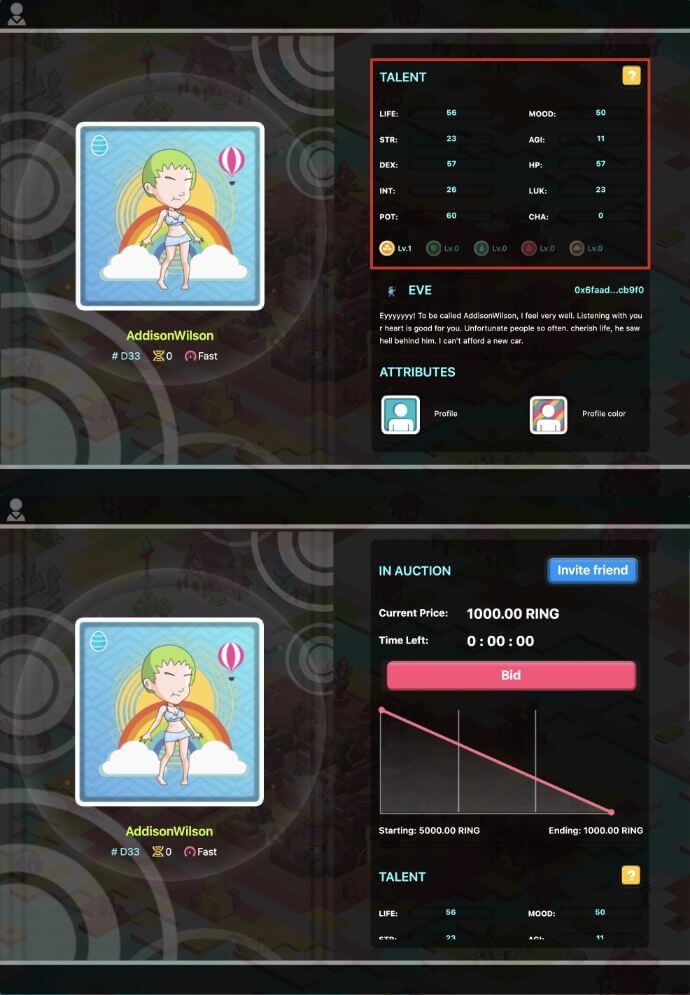 TALENT ?
LIFE: 56 MOOD: 50
STR: 23 AGI: 11
DEX: 57 HP: 57
INT: 26 LUK: 23
POT: 60 CHA: 0
Lv.1 Lv.0 Lv.0 Lv.0 Lv.0
EVE 0x6faad...cb9f0
Eyyyyyyy! To be called AddisonWilson, I feel very well. Listening with you
r heart is good for you. Unfortunate people so often. cherish life, he saw
hell behind him. I can't afford a new car.
ATTRIBUTES
Profile Profile color
AddisonWilson
# D33 0 Fast
IN AUCTION Invite friend
Current Price: 1000.00 RING
Time Left: 0 : 00 : 00
Bid
Starting: 5000.00 RING Ending: 1000.00 RING
TALENT ?
LIFE: 56 MOOD: 50
STR: 23 AGI: 11
AddisonWilson
# D33 0 Fast